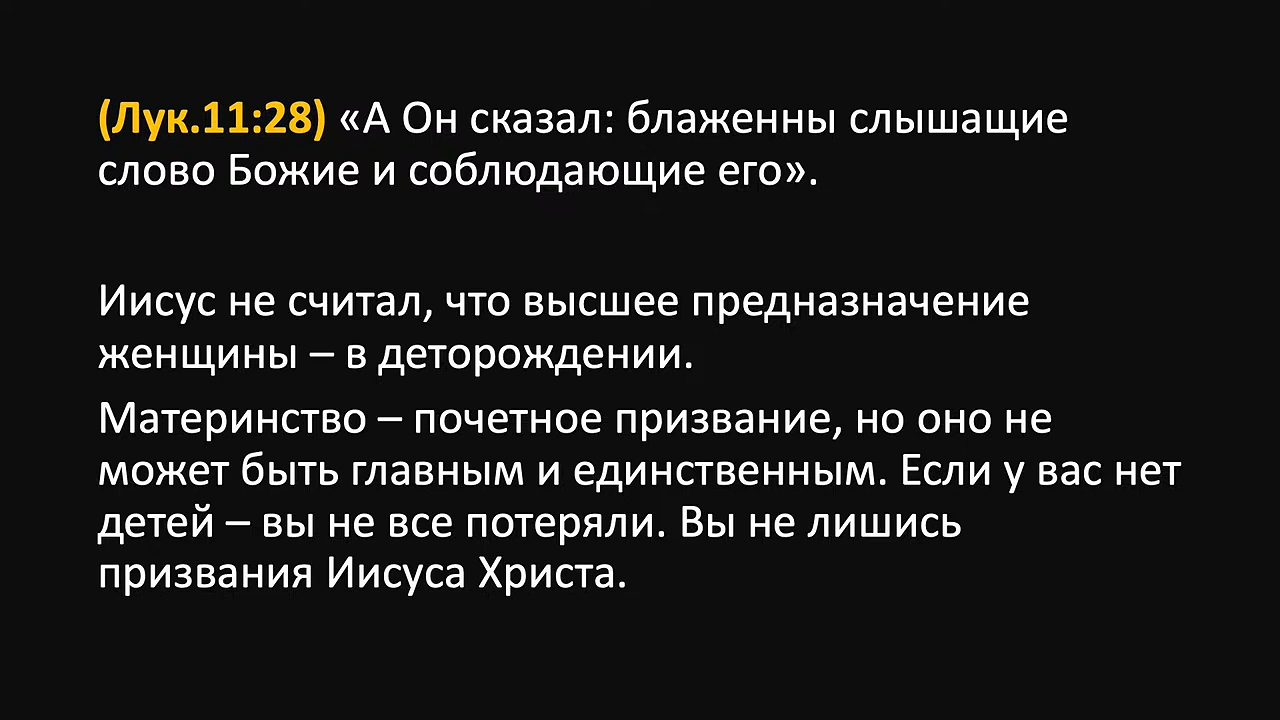 (Лук.11:28) «А Он сказал: блаженны слышащие
слово Божие и соблюдающие его».
Иисус не считал, что высшее предназначение
женщины – в деторождении.
Материнство – почетное призвание, но оно не
может быть главным и единственным. Если у вас нет
детей – вы не все потеряли. Вы не лишись
призвания Иисуса Христа.